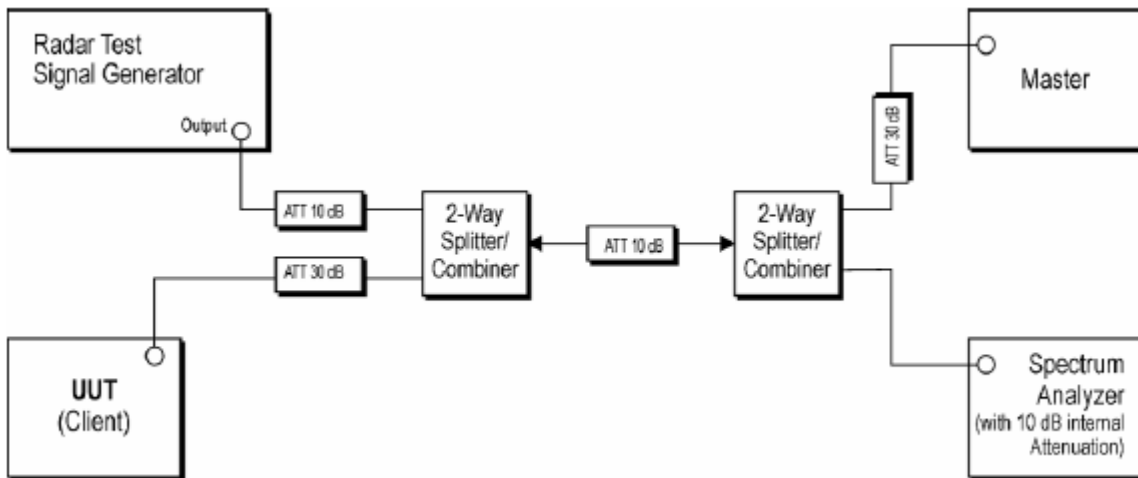 Radar Test
Signal Generator
Output
ATT 10 dB
ATT 30 dB
2-Way
Splitter/
Combiner
ATT 10 dB
2-Way
Splitter/
Combiner
ATT 30 dB
Master
UUT
(Client)
Spectrum
Analyzer
(with 10 dB internal
Attenuation)